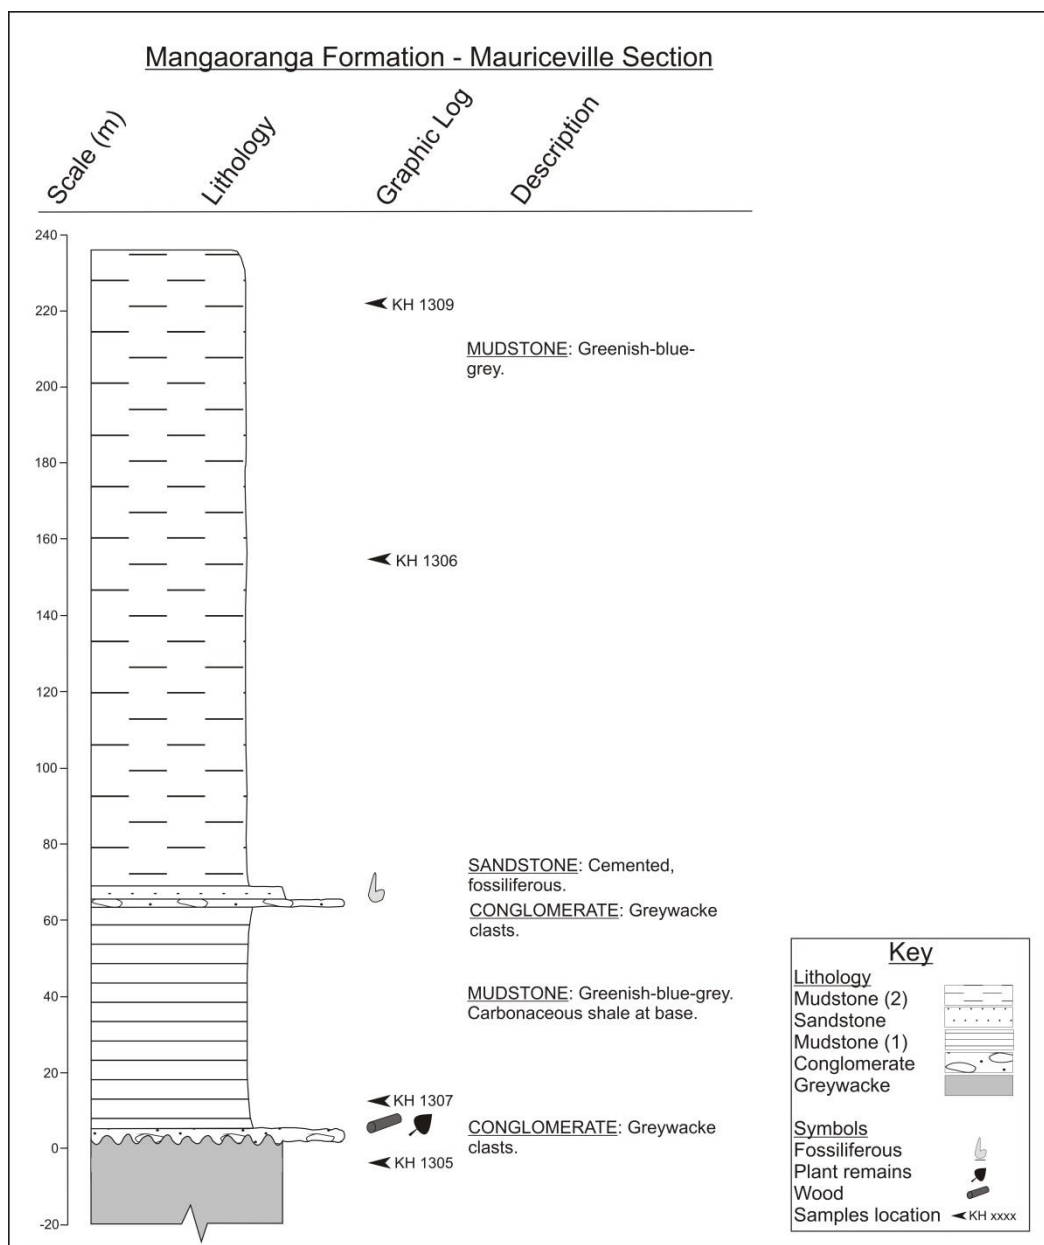 Mangaoranga Formation - Mauriceville Section
Scale (m)
Lithology
Graphic Log
Description
240
220
200
180
160
140
120
100
80
60
40
20
0
-20
KH 1309
MUDSTONE: Greenish-blue-
grey.
KH 1306
SANDSTONE: Cemented,
fossiliferous.
CONGLOMERATE: Greywacke
clasts.
MUDSTONE: Greenish-blue-grey.
Carbonaceous shale at base.
KH 1307
CONGLOMERATE: Greywacke
clasts.
KH 1305
Key
Lithology
Mudstone (2)
Sandstone
Mudstone (1)
Conglomerate
Greywacke
Symbols
Fossiliferous
Plant remains
Wood
Samples location KH xxxx